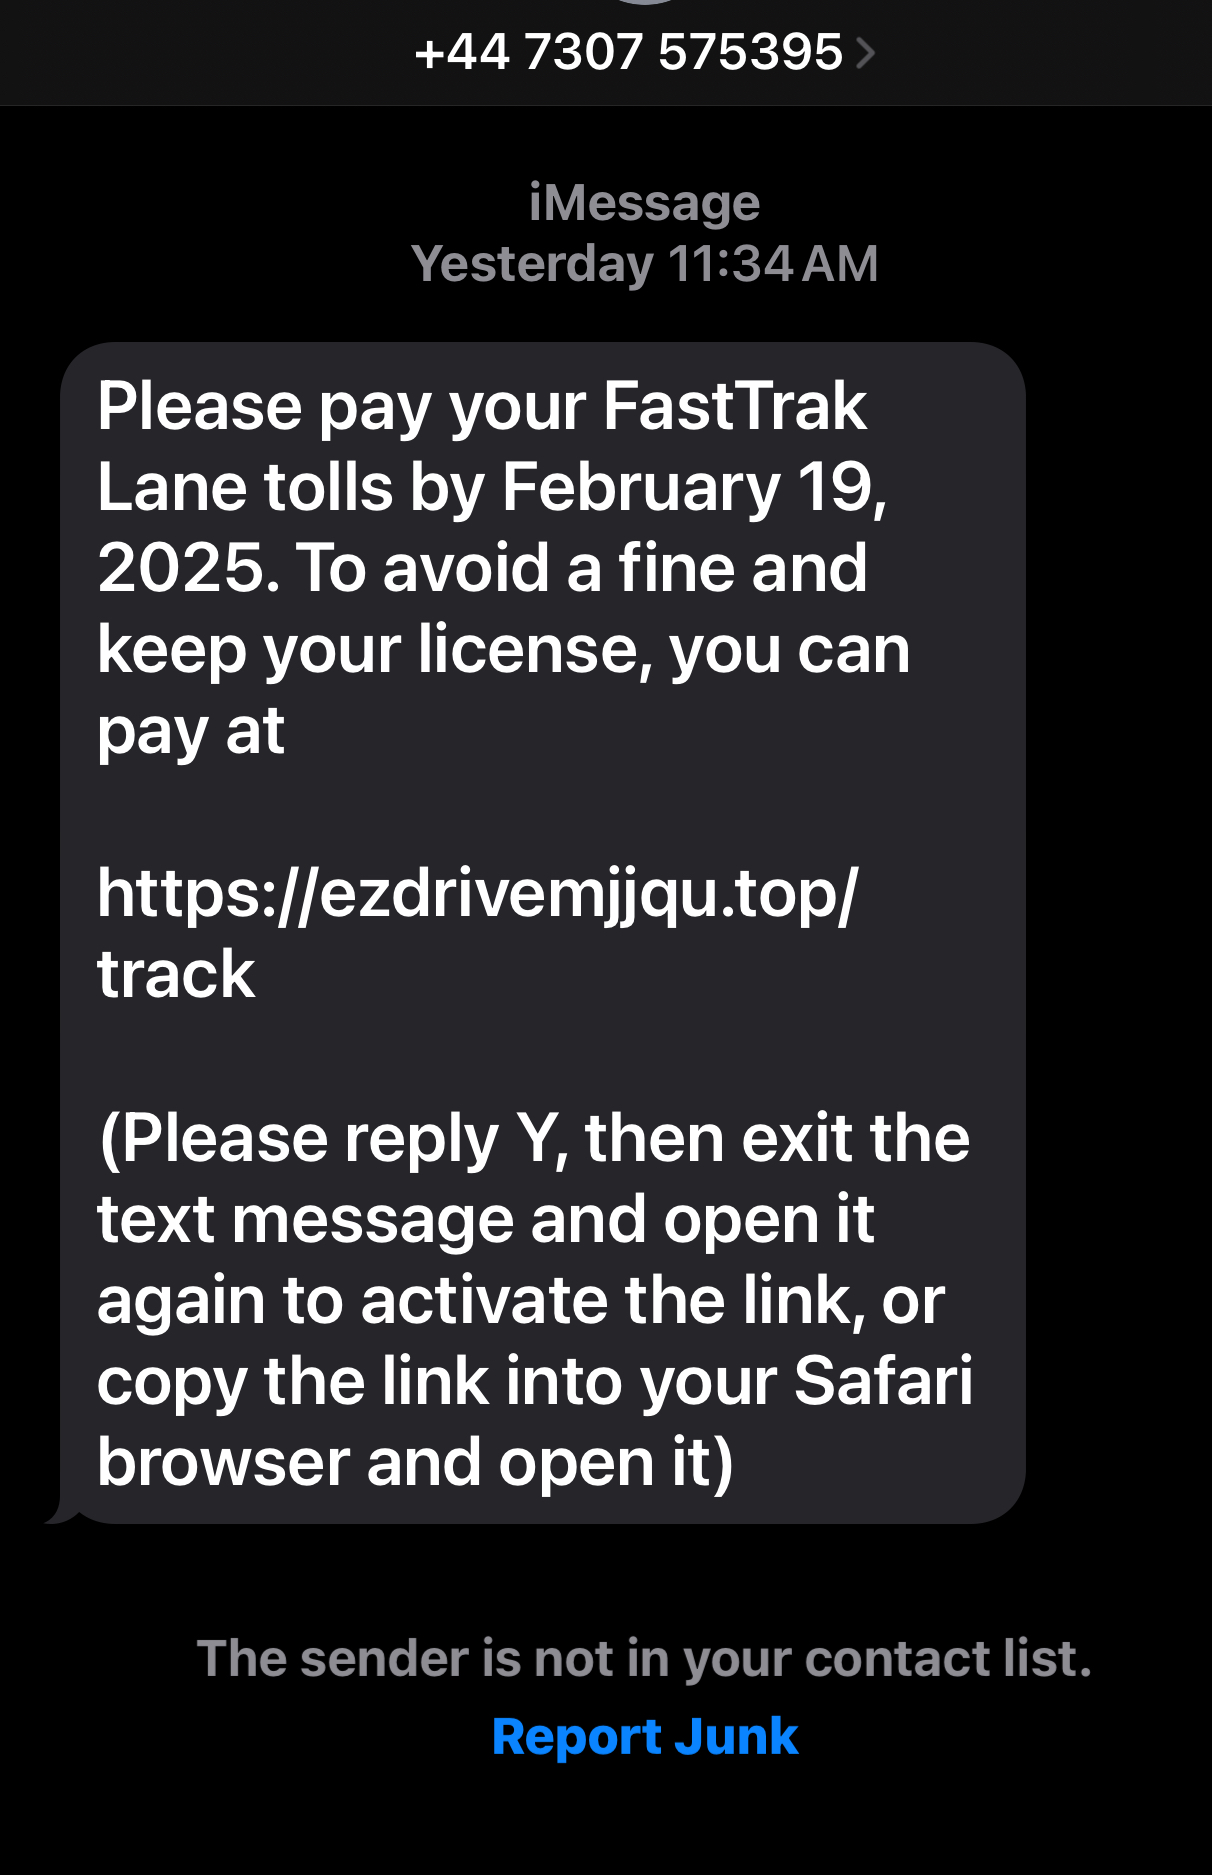 +44 7307 575395
iMessage
Yesterday 11:34 AM
Please pay your FastTrak
Lane tolls by February 19,
2025. To avoid a fine and
keep your license, you can
pay at
https://ezdrivemjjqu.top/
track
(Please reply Y, then exit the
text message and open it
again to activate the link, or
copy the link into your Safari
browser and open it)
The sender is not in your contact list.
Report Junk